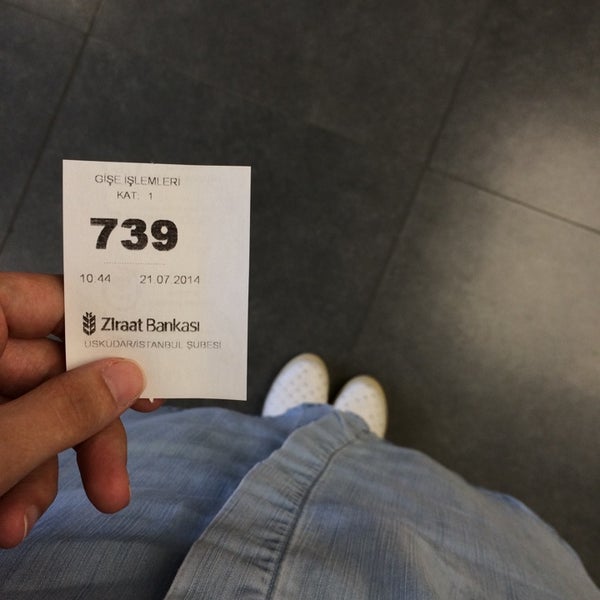 GİŞE İŞLEMLERİ
KAT: 1
739
10:44 21.07.2014
Ziraat Bankası
ÜSKÜDAR/İSTANBUL ŞUBESİ